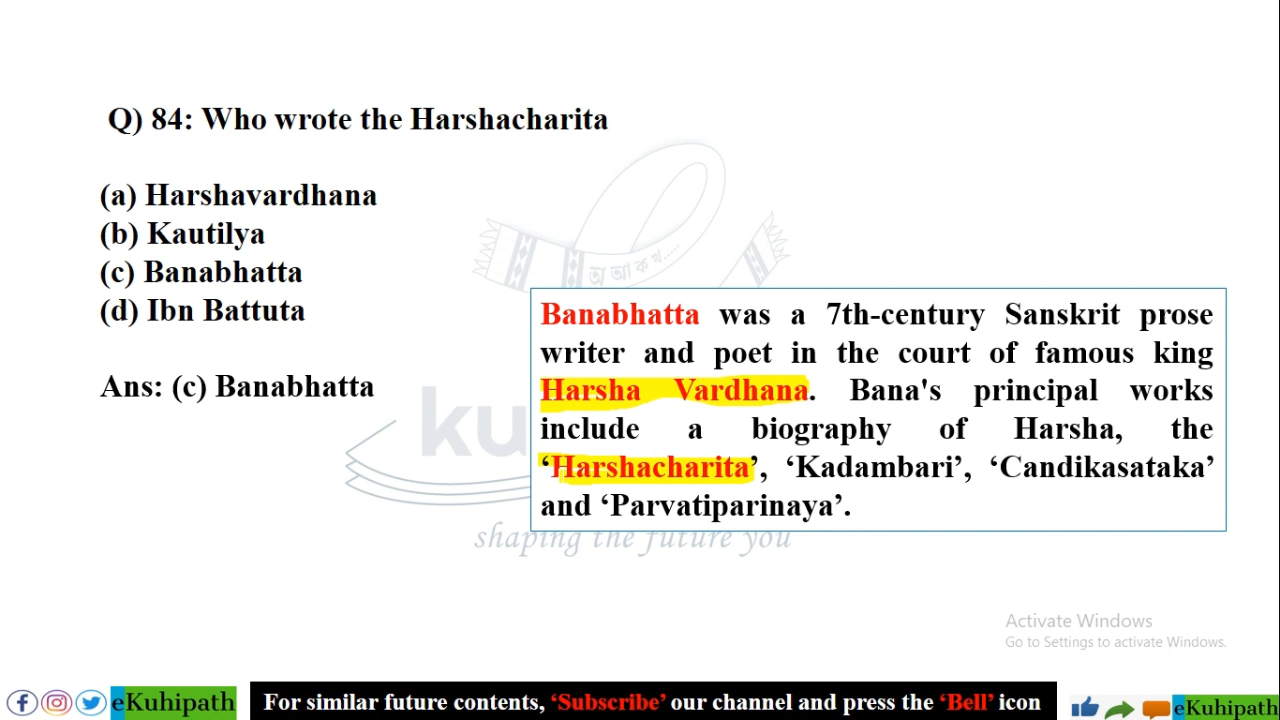 Q) 84: Who wrote the Harshacharita
(a) Harshavardhana
(b) Kautilya
(c) Banabhatta
(d) Ibn Battuta
Ans: (c) Banabhatta
অ আ ক খ.....
Banabhatta was a 7th-century Sanskrit prose
writer and poet in the court of famous king
Harsha Vardhana. Bana's principal works
include a biography of Harsha, the
‘Harshacharita’, ‘Kadambari’, ‘Candikasataka’
and ‘Parvatiparinaya’.
ku
shaping the future you
Activate Windows
Go to Settings to activate Windows.
eKuhipath
For similar future contents, ‘Subscribe’ our channel and press the ‘Bell’ icon
eKuhipath